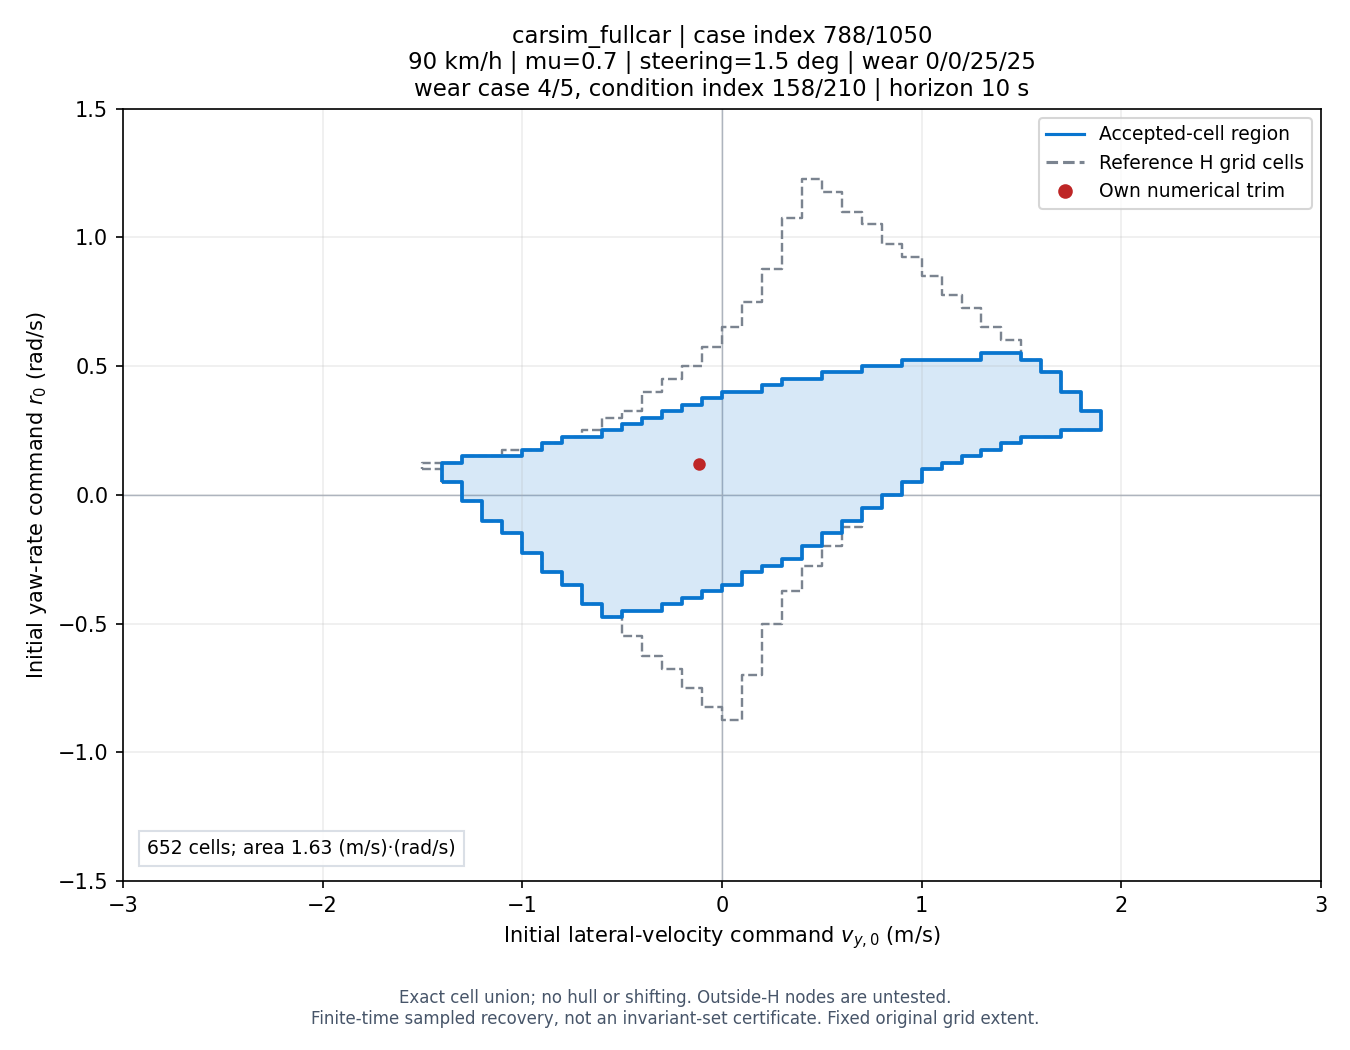 carsim_fullcar | case index 788/1050
90 km/h | mu=0.7 | steering=1.5 deg | wear 0/0/25/25
wear case 4/5, condition index 158/210 | horizon 10 s
Accepted-cell region
Reference H grid cells
Own numerical trim
1.5
1.0
0.5
0.0
−0.5
−1.0
−1.5
Initial yaw-rate command r₀ (rad/s)
652 cells; area 1.63 (m/s)·(rad/s)
−3
−2
−1
0
1
2
3
Initial lateral-velocity command v_{y,0} (m/s)
Exact cell union; no hull or shifting. Outside-H nodes are untested.
Finite-time sampled recovery, not an invariant-set certificate. Fixed original grid extent.